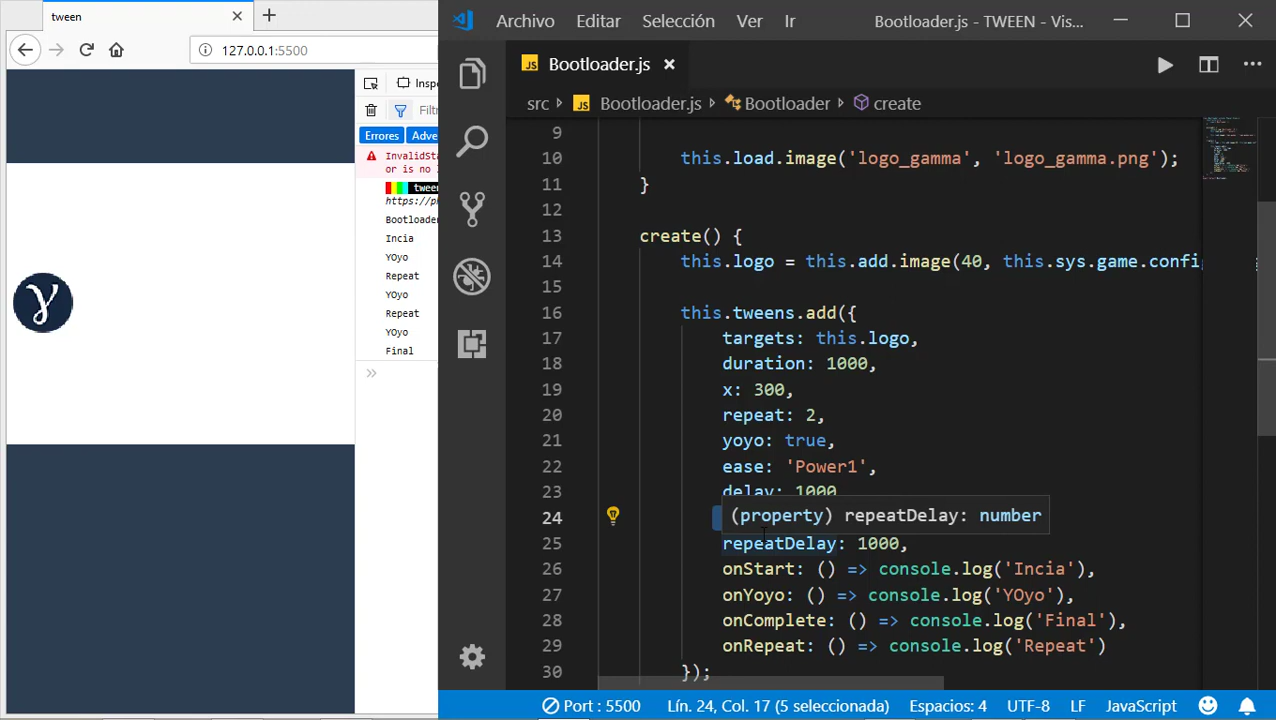 tween
127.0.0.1:5500
Inspe
Filtr
Errores
Adve
InvalidSta
or is no l
tween
https://ph
Bootloader
Incia
YOyo
Repeat
YOyo
Repeat
YOyo
Final
Archivo Editar Selección Ver Ir
Bootloader.js - TWEEN - Vis...
JS Bootloader.js
src › JS Bootloader.js › Bootloader › create
9
10 this.load.image('logo_gamma', 'logo_gamma.png');
11 }
12
13 create() {
14 this.logo = this.add.image(40, this.sys.game.config
15
16 this.tweens.add({
17 targets: this.logo,
18 duration: 1000,
19 x: 300,
20 repeat: 2,
21 yoyo: true,
22 ease: 'Power1',
23 delay: 1000
24 (property) repeatDelay: number
25 repeatDelay: 1000,
26 onStart: () => console.log('Incia'),
27 onYoyo: () => console.log('YOyo'),
28 onComplete: () => console.log('Final'),
29 onRepeat: () => console.log('Repeat')
30 });
Port : 5500 Lín. 24, Col. 17 (5 seleccionada) Espacios: 4 UTF-8 LF JavaScript